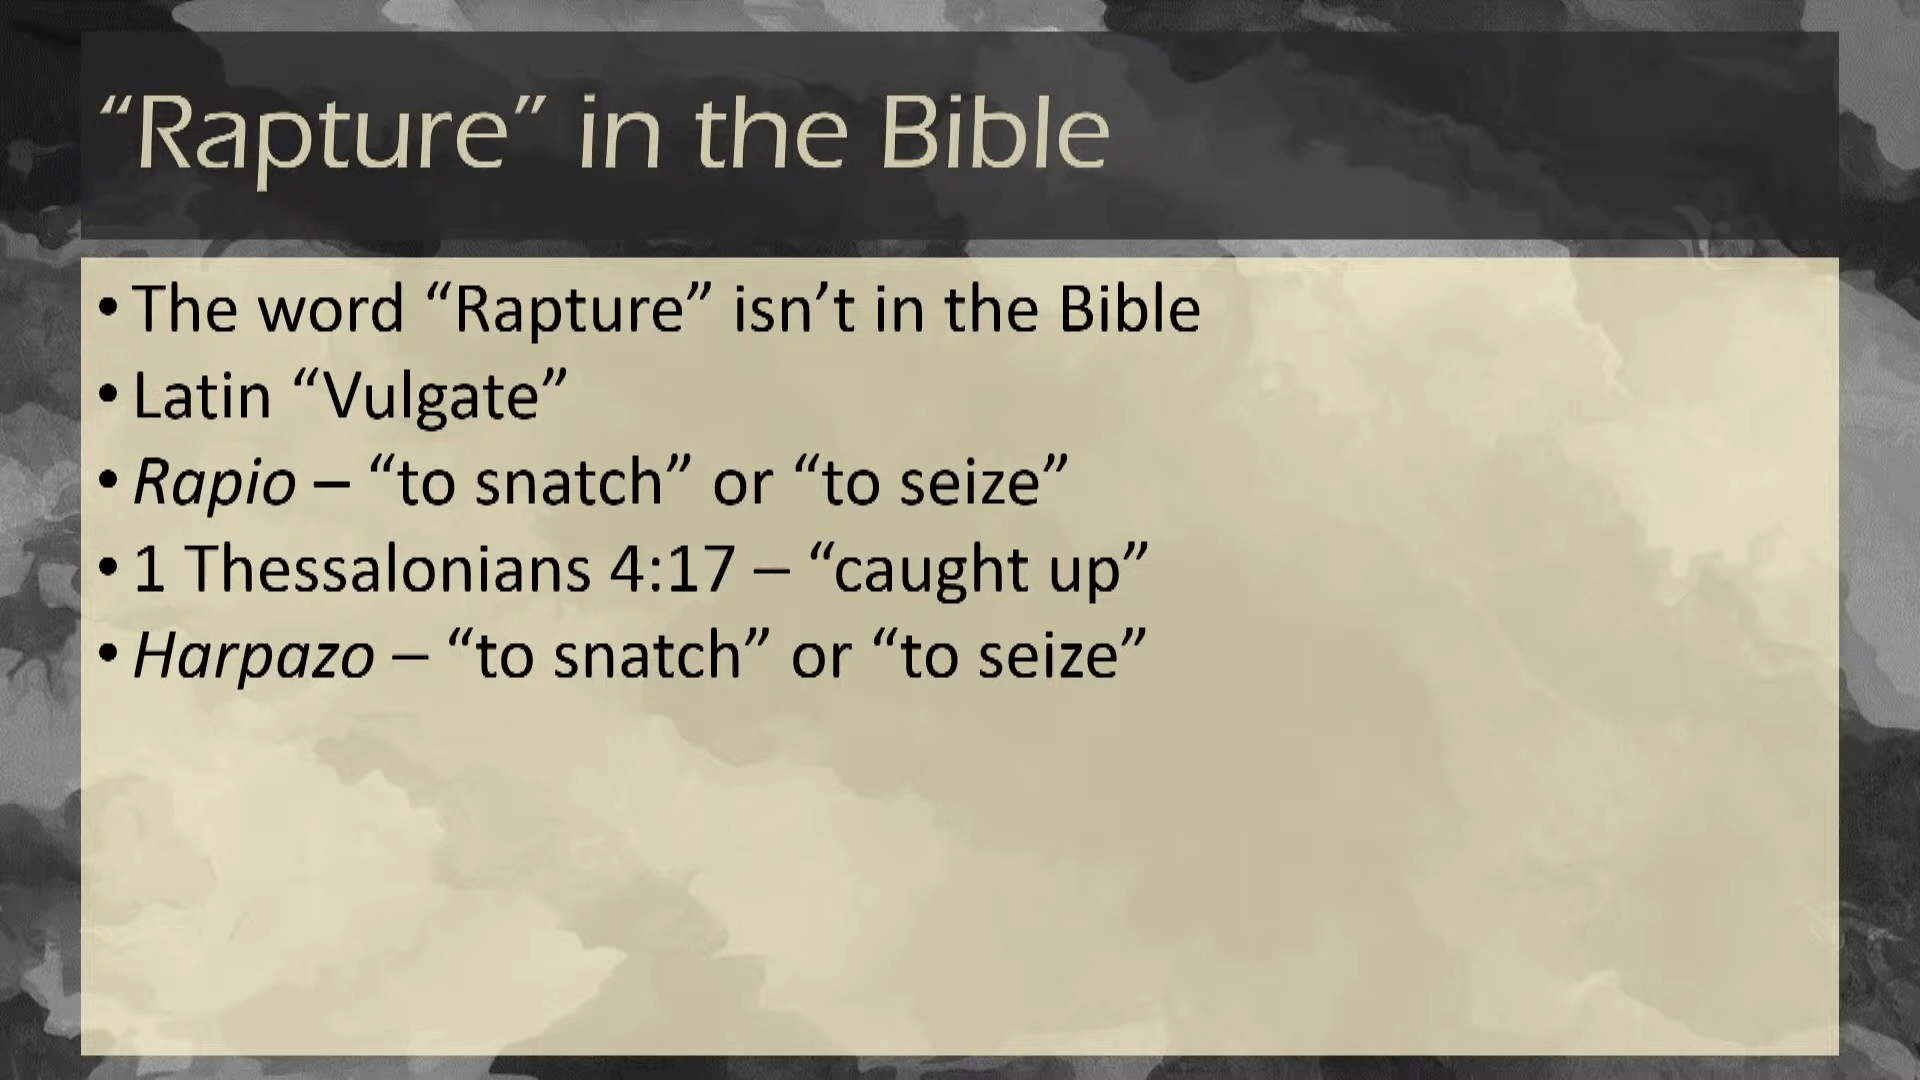 “Rapture” in the Bible
• The word “Rapture” isn’t in the Bible
• Latin “Vulgate”
• Rapio – “to snatch” or “to seize”
• 1 Thessalonians 4:17 – “caught up”
• Harpazo – “to snatch” or “to seize”